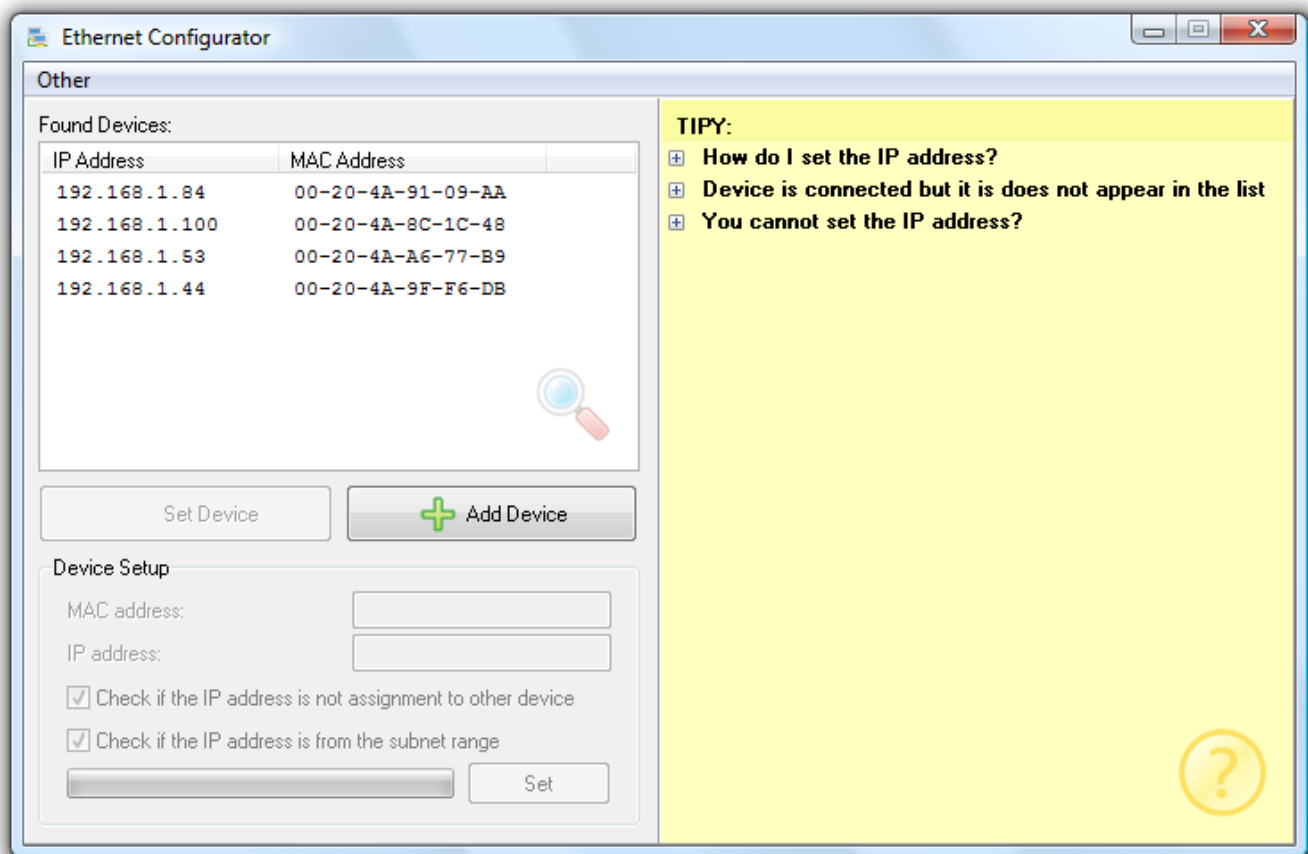 Ethernet Configurator
Other
Found Devices:
IP Address MAC Address
192.168.1.84 00-20-4A-91-09-AA
192.168.1.100 00-20-4A-8C-1C-48
192.168.1.53 00-20-4A-A6-77-B9
192.168.1.44 00-20-4A-9F-F6-DB
Set Device Add Device
Device Setup
MAC address:
IP address:
Check if the IP address is not assignment to other device
Check if the IP address is from the subnet range
Set
TIPY:
How do I set the IP address?
Device is connected but it is does not appear in the list
You cannot set the IP address?